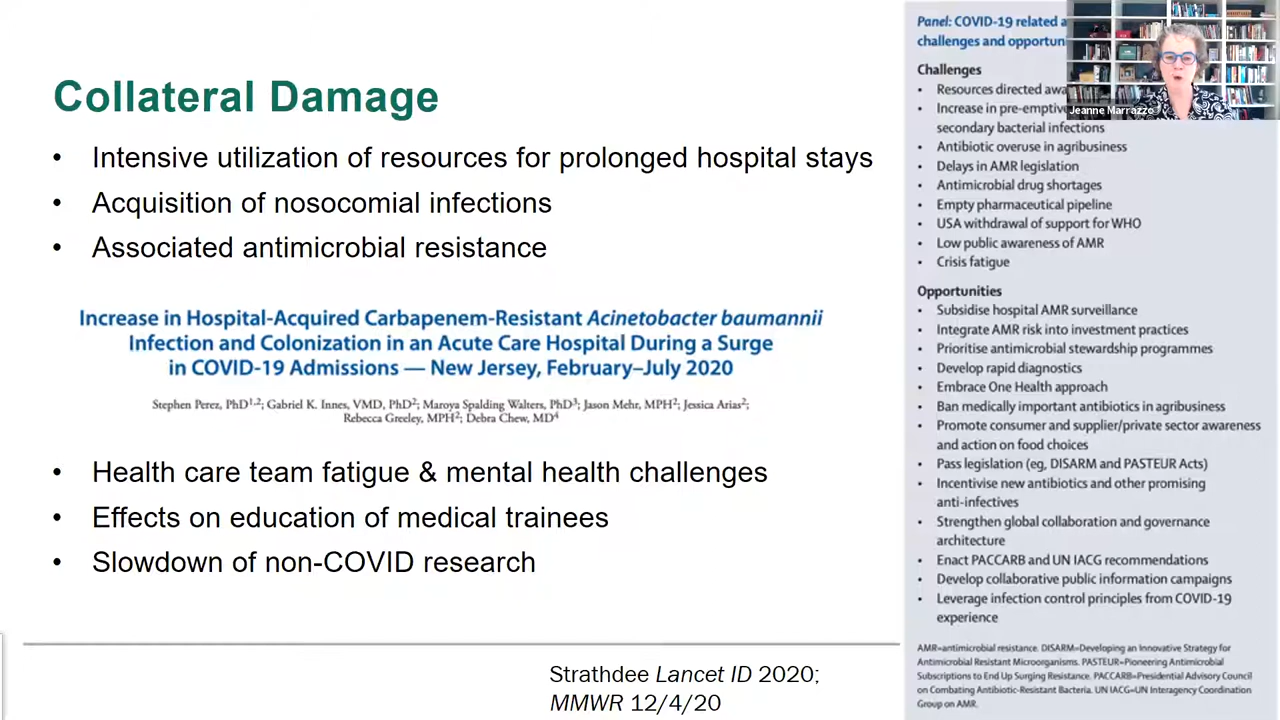 Collateral Damage
• Intensive utilization of resources for prolonged hospital stays
• Acquisition of nosocomial infections
• Associated antimicrobial resistance
Increase in Hospital-Acquired Carbapenem-Resistant Acinetobacter baumannii
Infection and Colonization in an Acute Care Hospital During a Surge
in COVID-19 Admissions — New Jersey, February–July 2020
Stephen Perez, PhD1,2; Gabriel K. Innes, VMD, PhD2; Maroya Spalding Walters, PhD3; Jason Mehr, MPH2; Jessica Arias2;
Rebecca Greeley, MPH2; Debra Chew, MD4
• Health care team fatigue & mental health challenges
• Effects on education of medical trainees
• Slowdown of non-COVID research
Strathdee Lancet ID 2020;
MMWR 12/4/20
Panel: COVID-19 related a
challenges and opportun
Challenges
• Resources directed awa
• Increase in pre-emptive
secondary bacterial infections
• Antibiotic overuse in agribusiness
• Delays in AMR legislation
• Antimicrobial drug shortages
• Empty pharmaceutical pipeline
• USA withdrawal of support for WHO
• Low public awareness of AMR
• Crisis fatigue
Opportunities
• Subsidise hospital AMR surveillance
• Integrate AMR risk into investment practices
• Prioritise antimicrobial stewardship programmes
• Develop rapid diagnostics
• Embrace One Health approach
• Ban medically important antibiotics in agribusiness
• Promote consumer and supplier/private sector awareness
and action on food choices
• Pass legislation (eg, DISARM and PASTEUR Acts)
• Incentivise new antibiotics and other promising
anti-infectives
• Strengthen global collaboration and governance
architecture
• Enact PACCARB and UN IACG recommendations
• Develop collaborative public information campaigns
• Leverage infection control principles from COVID-19
experience
AMR=antimicrobial resistance. DISARM=Developing an Innovative Strategy for
Antimicrobial Resistant Microorganisms. PASTEUR=Pioneering Antimicrobial
Subscriptions to End Up Surging Resistance. PACCARB=Presidential Advisory Council
on Combating Antibiotic-Resistant Bacteria. UN IACG=UN Interagency Coordination
Group on AMR.
Jeanne Marrazzo